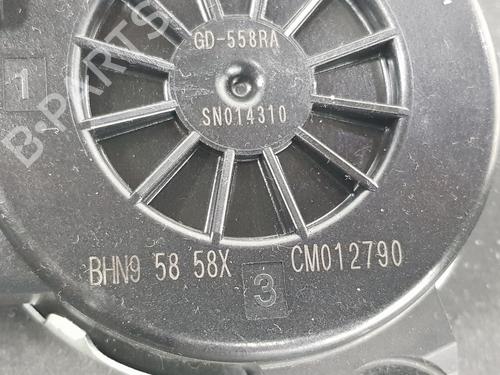 GD-558RA
SN014310
1
B-PARTS
BHN9 58 58X CM012790
3